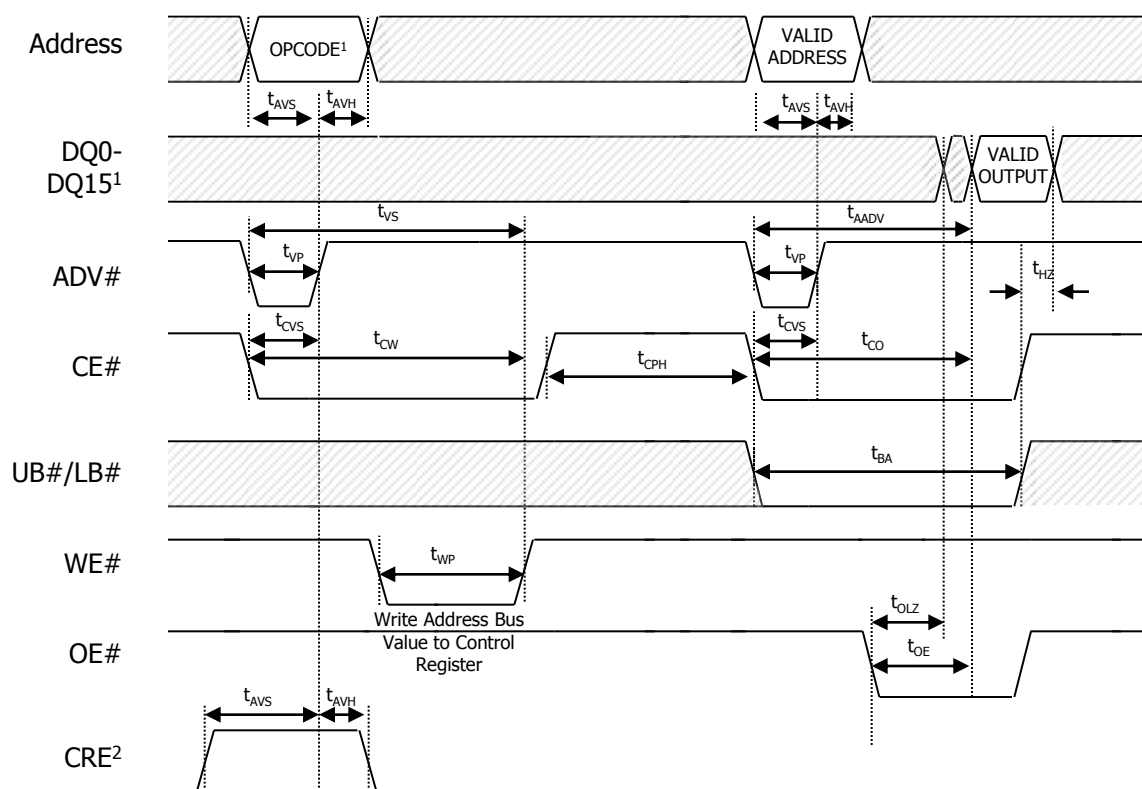 Address
OPCODE¹
VALID
ADDRESS
tAVS
tAVH
tAVS
tAVH
DQ0-
DQ15¹
VALID
OUTPUT
tVS
tAADV
ADV#
tVP
tVP
tHZ
CE#
tCVS
tCW
tCPH
tCVS
tCO
UB#/LB#
tBA
WE#
tWP
Write Address Bus
Value to Control
Register
OE#
tOLZ
tOE
tAVS
tAVH
CRE²